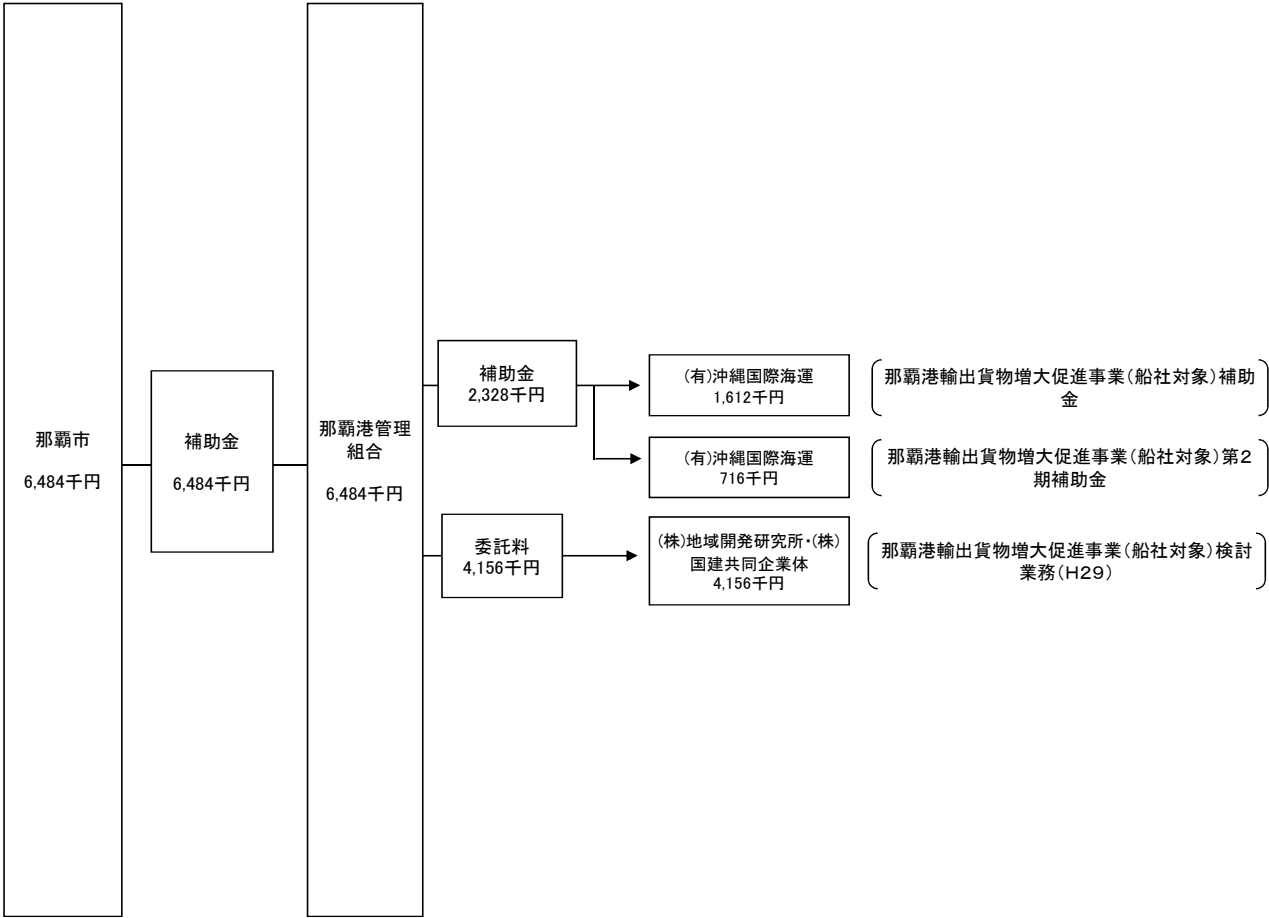 那覇市
6,484千円
補助金
6,484千円
那覇港管理
組合
6,484千円
補助金
2,328千円
(有)沖縄国際海運
1,612千円
那覇港輸出貨物増大促進事業(船社対象)補助
金
(有)沖縄国際海運
716千円
那覇港輸出貨物増大促進事業(船社対象)第2
期補助金
委託料
4,156千円
(株)地域開発研究所・(株)
国建共同企業体
4,156千円
那覇港輸出貨物増大促進事業(船社対象)検討
業務(H29)